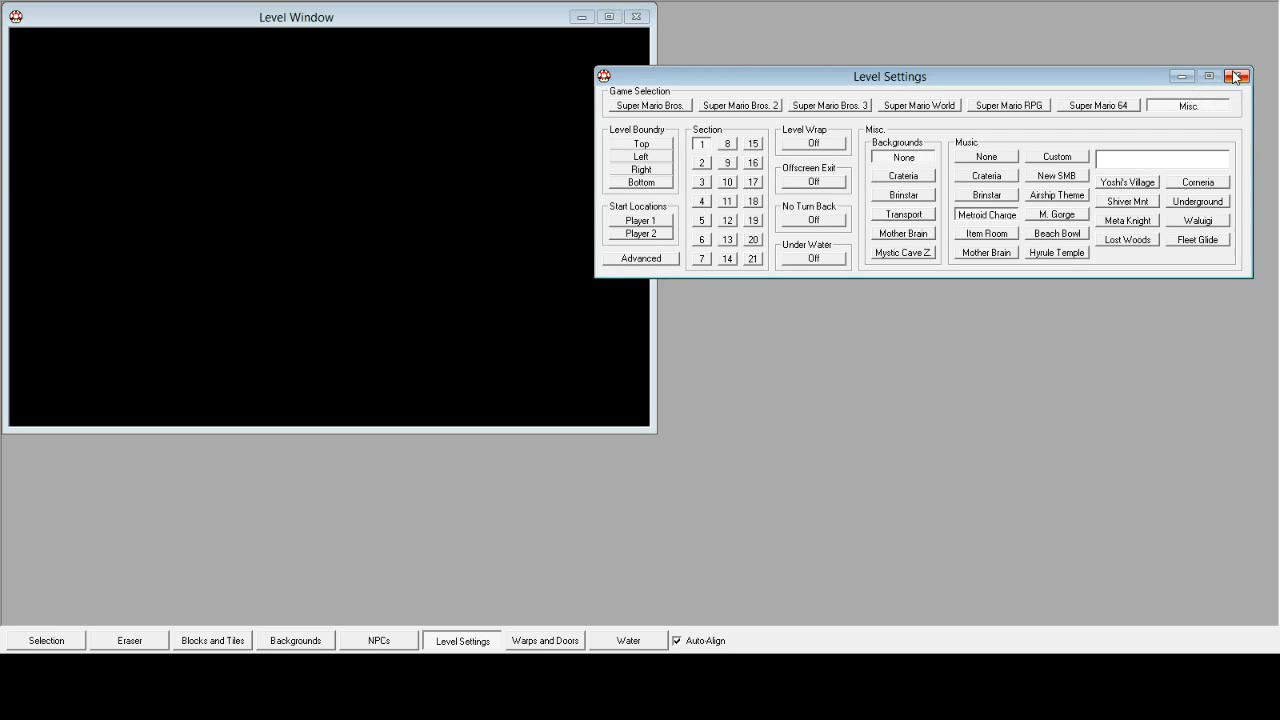 Level Window
Level Settings
Game Selection
Super Mario Bros. Super Mario Bros. 2 Super Mario Bros. 3 Super Mario World Super Mario RPG Super Mario 64 Misc.
Level Boundry
Top
Left
Right
Bottom
Start Locations
Player 1
Player 2
Advanced
Section
1 8 15
2 9 16
3 10 17
4 11 18
5 12 19
6 13 20
7 14 21
Level Wrap
Off
Offscreen Exit
Off
No Turn Back
Off
Under Water
Off
Misc.
Backgrounds
None
Crateria
Brinstar
Transport
Mother Brain
Mystic Cave Z.
Music
None Custom
Crateria New SMB Yoshi's Village Corneria
Brinstar Airship Theme Shiver Mnt Underground
Metroid Charge M. Gorge Meta Knight Waluigi
Item Room Beach Bowl Lost Woods Fleet Glide
Mother Brain Hyrule Temple
Selection Eraser Blocks and Tiles Backgrounds NPCs Level Settings Warps and Doors Water Auto-Align